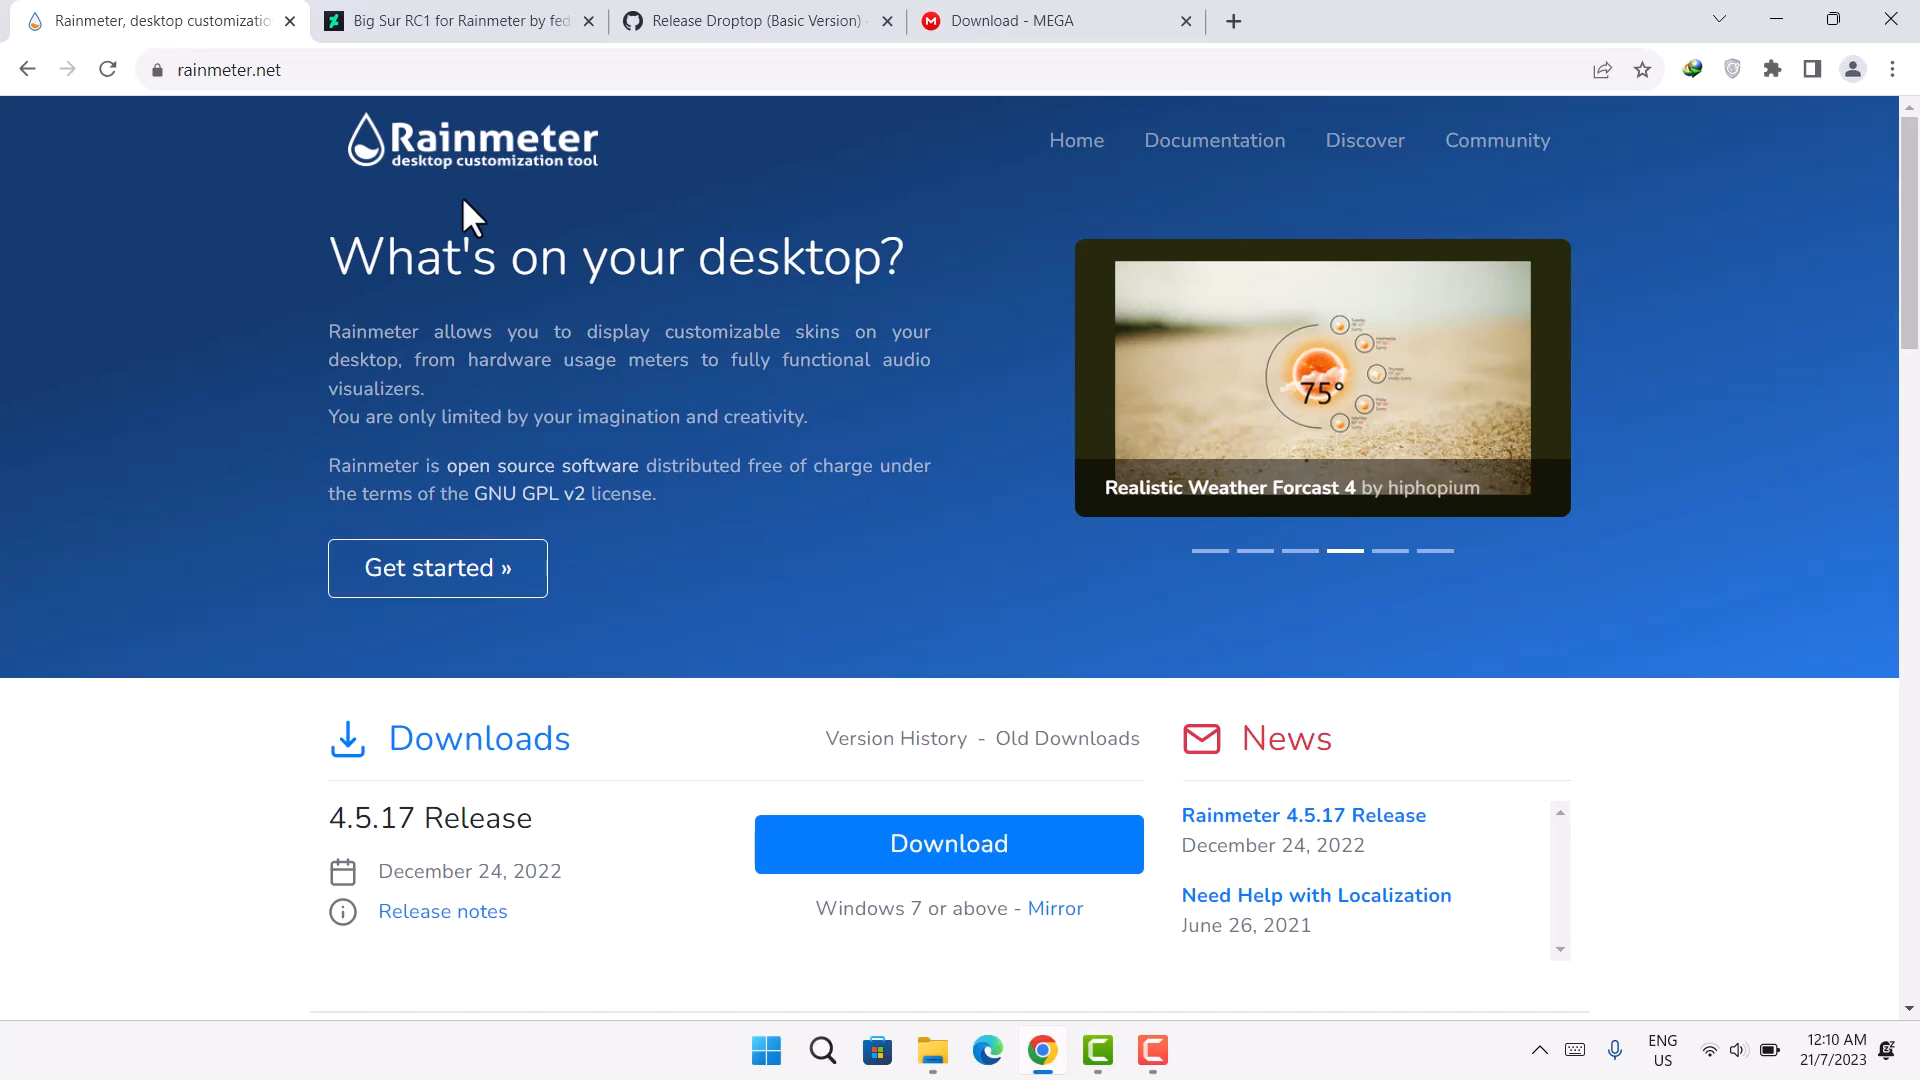 Rainmeter, desktop customizatio
Big Sur RC1 for Rainmeter by fed
Release Droptop (Basic Version)
Download - MEGA
rainmeter.net
Rainmeter
desktop customization tool
Home
Documentation
Discover
Community
What's on your desktop?
Rainmeter allows you to display customizable skins on your
desktop, from hardware usage meters to fully functional audio
visualizers.
You are only limited by your imagination and creativity.
Rainmeter is open source software distributed free of charge under
the terms of the GNU GPL v2 license.
Get started »
75°
Realistic Weather Forcast 4 by hiphopium
Downloads
Version History - Old Downloads
News
4.5.17 Release
December 24, 2022
Release notes
Download
Windows 7 or above - Mirror
Rainmeter 4.5.17 Release
December 24, 2022
Need Help with Localization
June 26, 2021
ENG
US
12:10 AM
21/7/2023